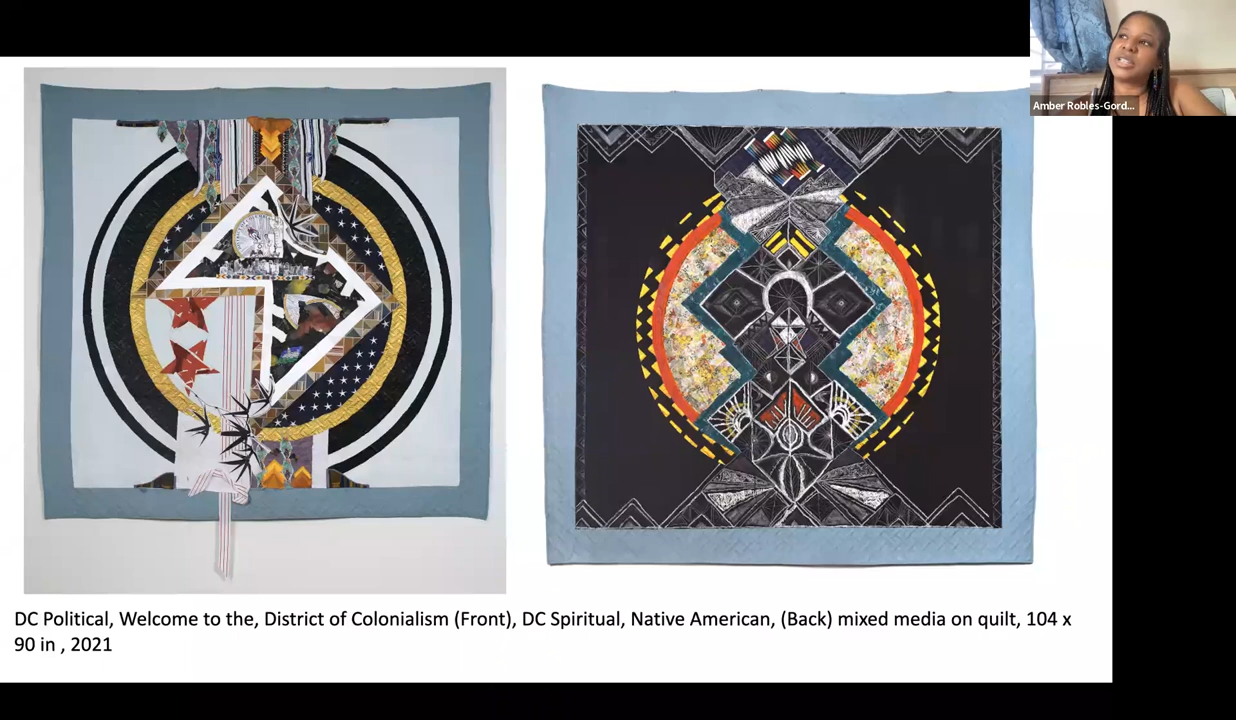 Amber Robles-Gord...
DC Political, Welcome to the, District of Colonialism (Front), DC Spiritual, Native American, (Back) mixed media on quilt, 104 x
90 in , 2021